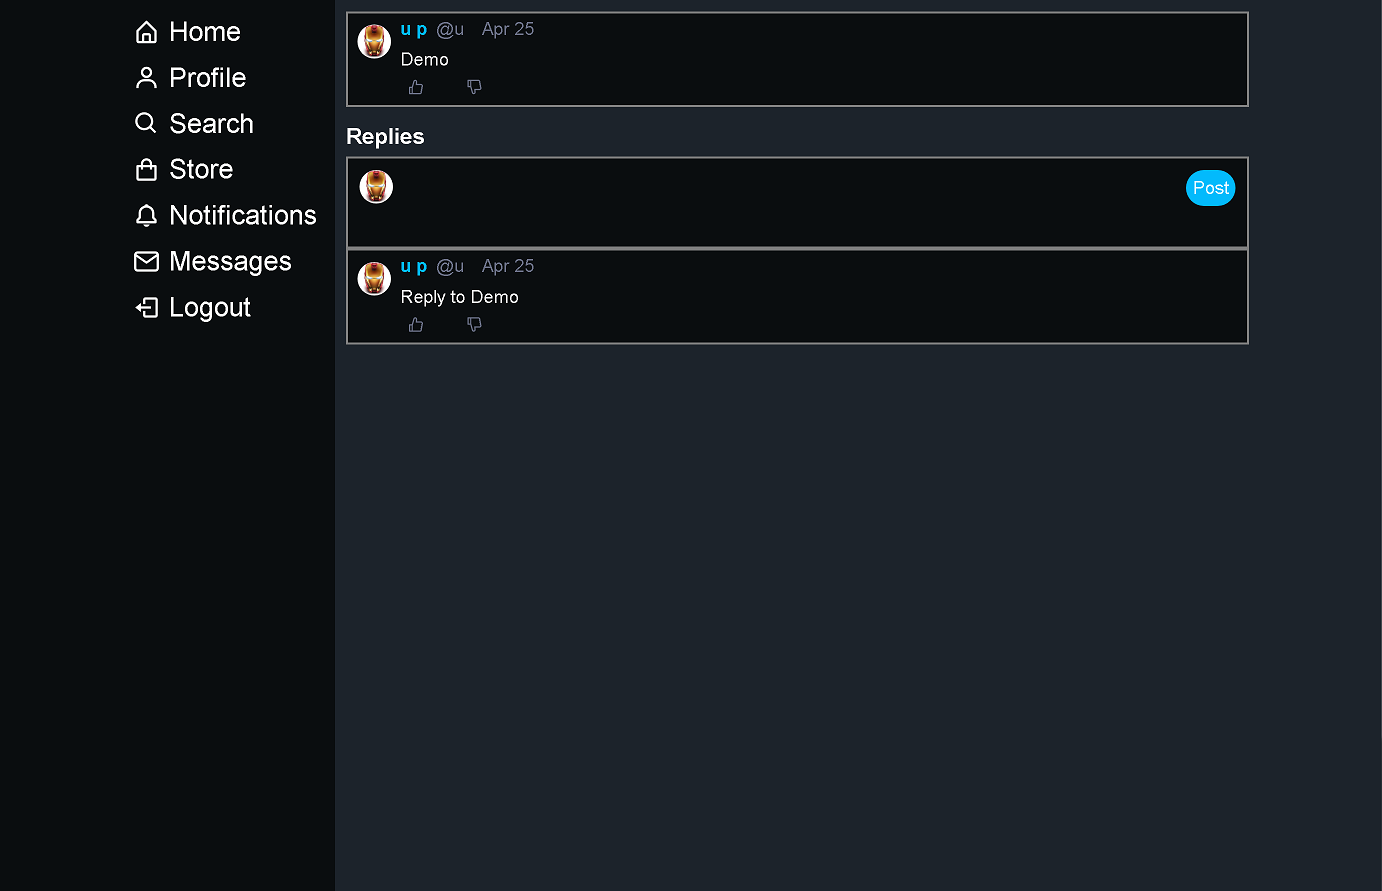 Home
Profile
Search
Store
Notifications
Messages
Logout
u p @u Apr 25
Demo
Replies
Post
u p @u Apr 25
Reply to Demo